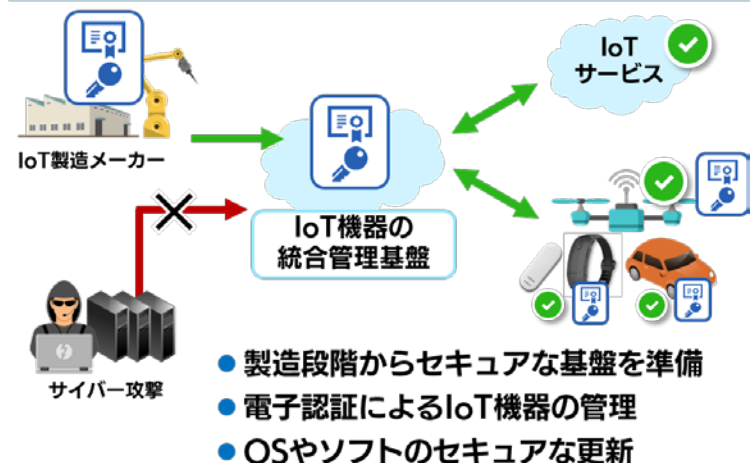 IoT製造メーカー
IoT
サービス
IoT機器の
統合管理基盤
サイバー攻撃
● 製造段階からセキュアな基盤を準備
● 電子認証によるIoT機器の管理
● OSやソフトのセキュアな更新